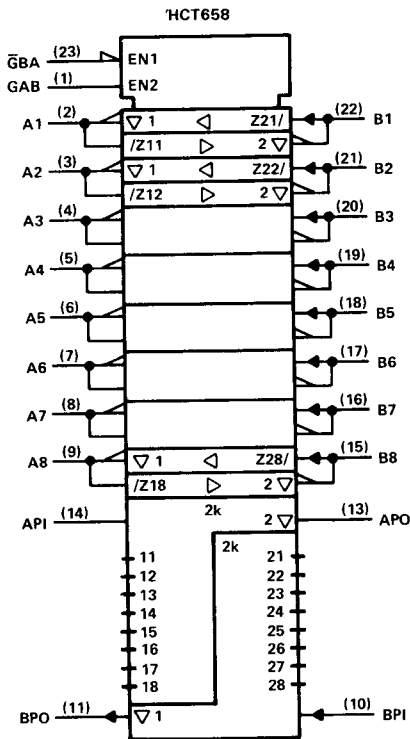 'HCT658
G̅BA (23) EN1
GAB (1) EN2
A1 (2) ▽ 1 ◁ Z21/ (22) B1
/Z11 ▷ 2 ▽
A2 (3) ▽ 1 ◁ Z22/ (21) B2
/Z12 ▷ 2 ▽
A3 (4) (20) B3
A4 (5) (19) B4
A5 (6) (18) B5
A6 (7) (17) B6
A7 (8) (16) B7
A8 (9) ▽ 1 ◁ Z28/ (15) B8
/Z18 ▷ 2 ▽
2k
API (14) 2 ▽ (13) APO
2k
11 21
12 22
13 23
14 24
15 25
16 26
17 27
18 28
BPO (11) ▽ 1 (10) BPI